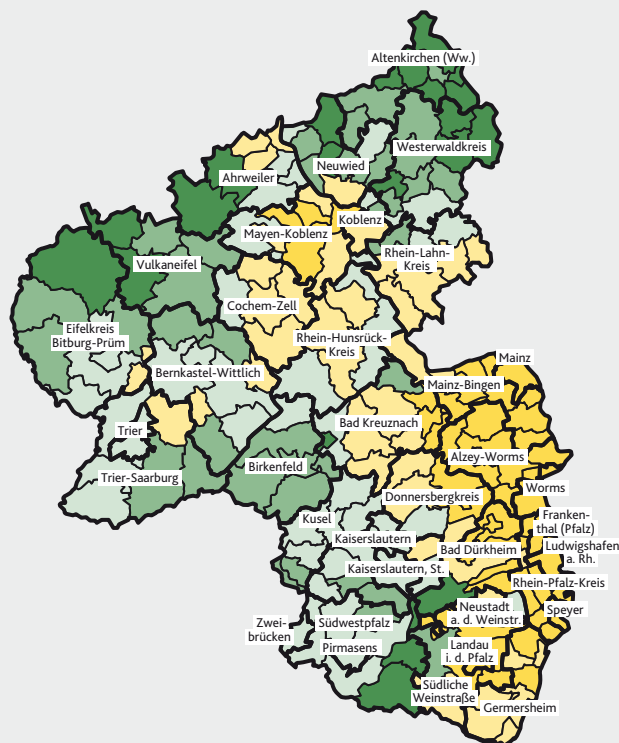 Altenkirchen (Ww.)
Westerwaldkreis
Neuwied
Ahrweiler
Koblenz
Mayen-Koblenz
Rhein-Lahn-
Kreis
Vulkaneifel
Cochem-Zell
Eifelkreis
Bitburg-Prüm
Rhein-Hunsrück-
Kreis
Bernkastel-Wittlich
Mainz
Mainz-Bingen
Bad Kreuznach
Trier
Alzey-Worms
Birkenfeld
Trier-Saarburg
Donnersbergkreis
Worms
Kusel
Franken-
thal (Pfalz)
Kaiserslautern
Bad Dürkheim
Ludwigshafen
a. Rh.
Kaiserslautern, St.
Rhein-Pfalz-Kreis
Neustadt
a. d. Weinstr.
Speyer
Zwei-
brücken
Südwestpfalz
Pirmasens
Landau
i. d. Pfalz
Südliche
Weinstraße
Germersheim